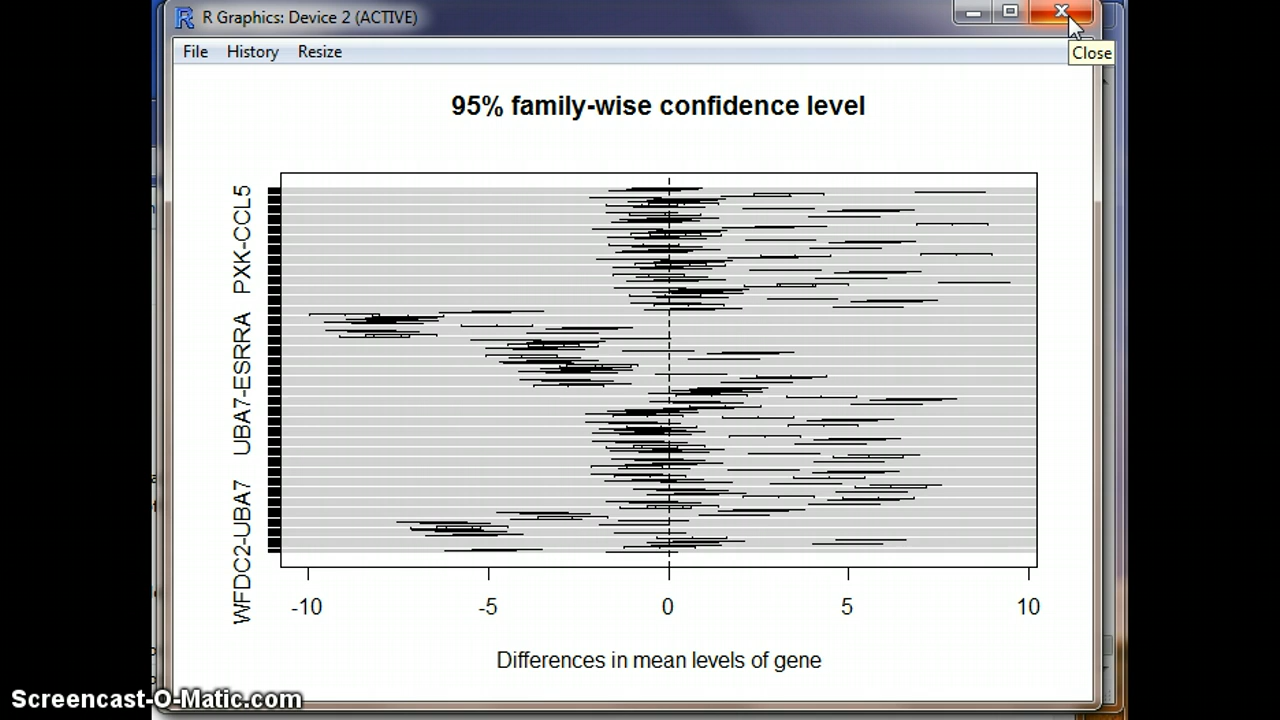 R Graphics: Device 2 (ACTIVE)
File History Resize
Close
95% family-wise confidence level
PXK-CCL5
UBA7-ESRRA
WFDC2-UBA7
-10 -5 0 5 10
Differences in mean levels of gene
Screencast-O-Matic.com